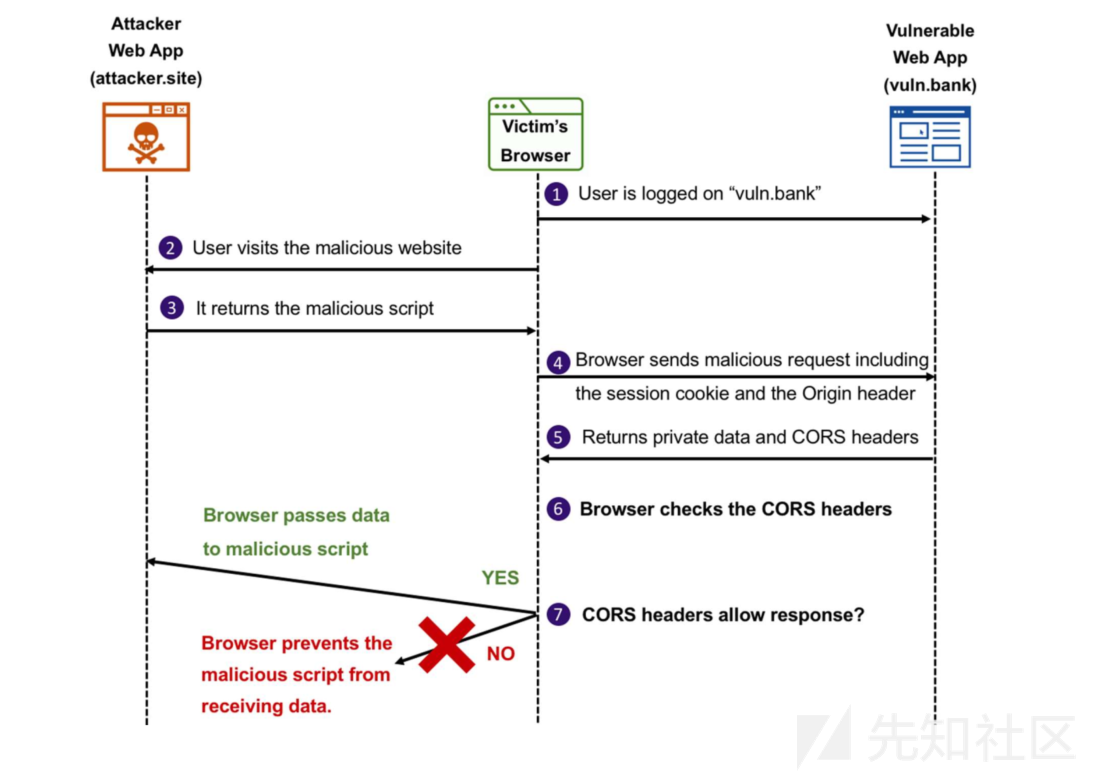 Attacker
Web App
(attacker.site)
Victim's
Browser
Vulnerable
Web App
(vuln.bank)
1 User is logged on “vuln.bank”
2 User visits the malicious website
3 It returns the malicious script
4 Browser sends malicious request including
the session cookie and the Origin header
5 Returns private data and CORS headers
6 Browser checks the CORS headers
Browser passes data
to malicious script
YES
7 CORS headers allow response?
NO
Browser prevents the
malicious script from
receiving data.
先知社区